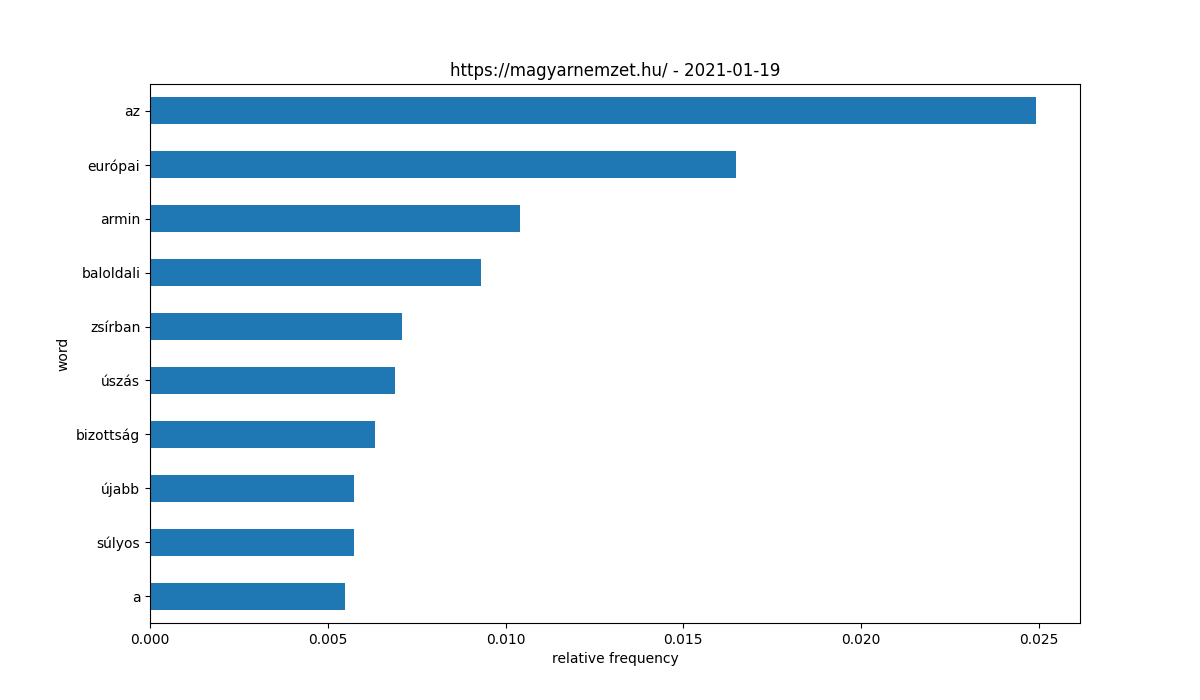 https://magyarnemzet.hu/ - 2021-01-19
az
európai
armin
baloldali
zsírban
úszás
bizottság
újabb
súlyos
a
word
0.000 0.005 0.010 0.015 0.020 0.025
relative frequency